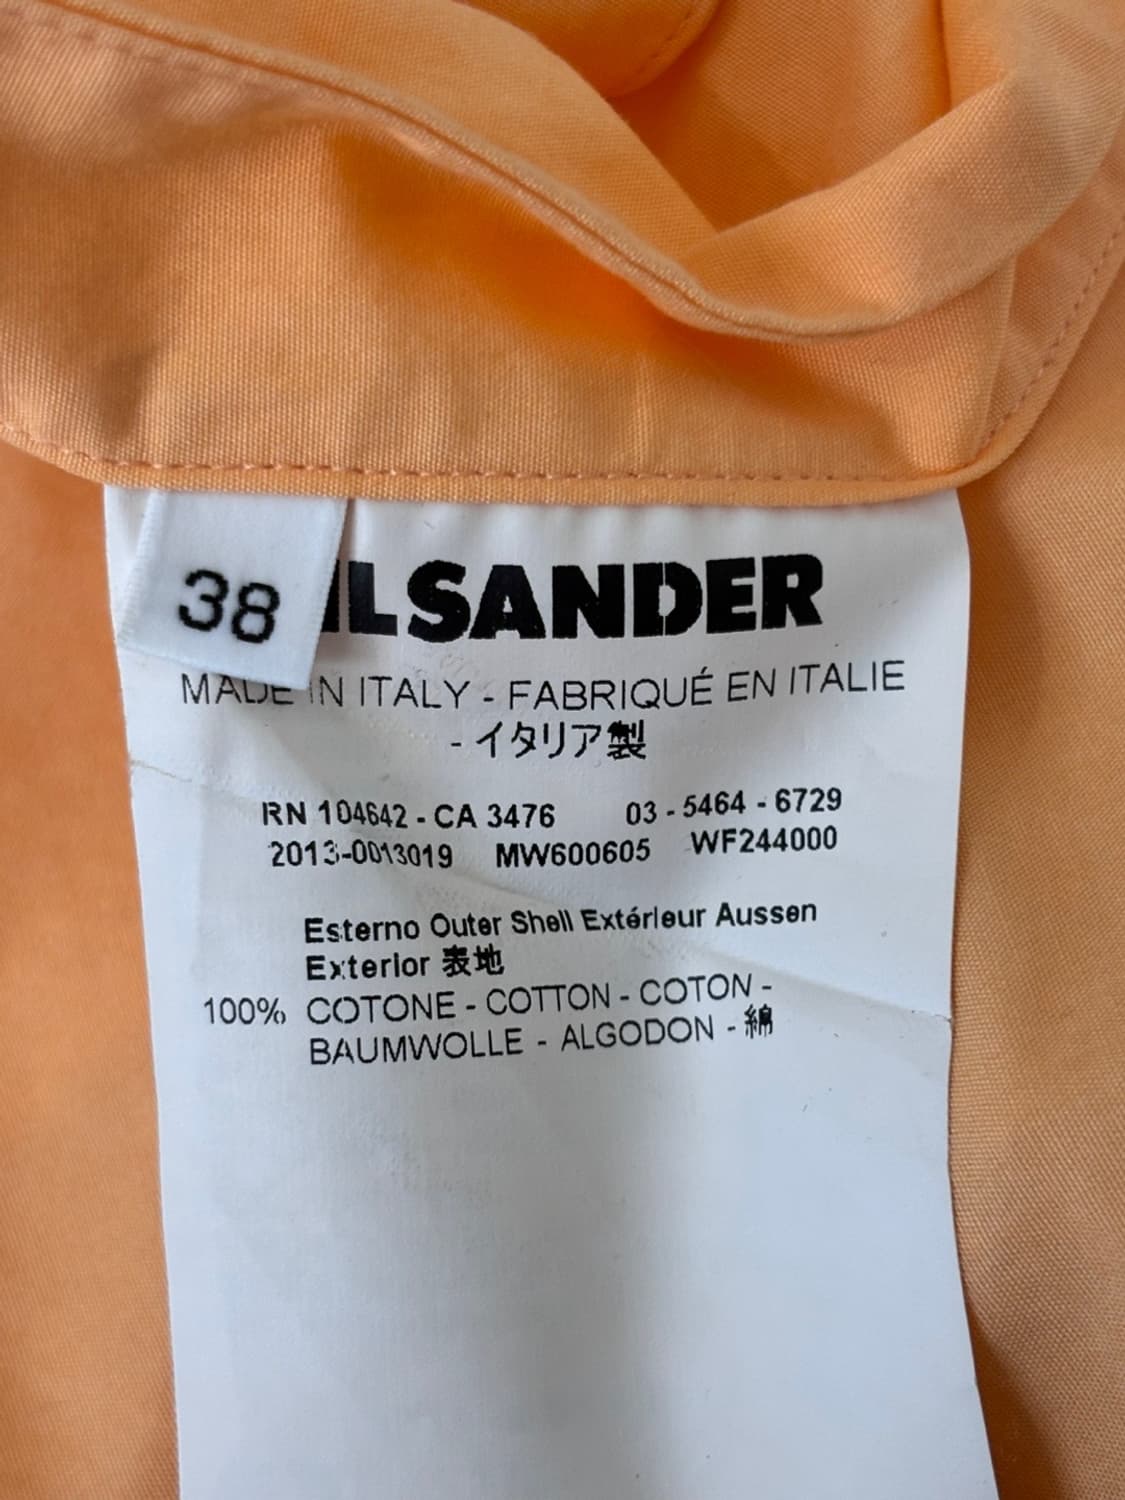 38
JILSANDER
MADE IN ITALY - FABRIQUÉ EN ITALIE
- イタリア製
RN 104642 - CA 3476 03 - 5464 - 6729
2013-0013019 MW600605 WF244000
Esterno Outer Shell Extérieur Aussen
Exterior 表地
100% COTONE - COTTON - COTON -
BAUMWOLLE - ALGODON - 綿